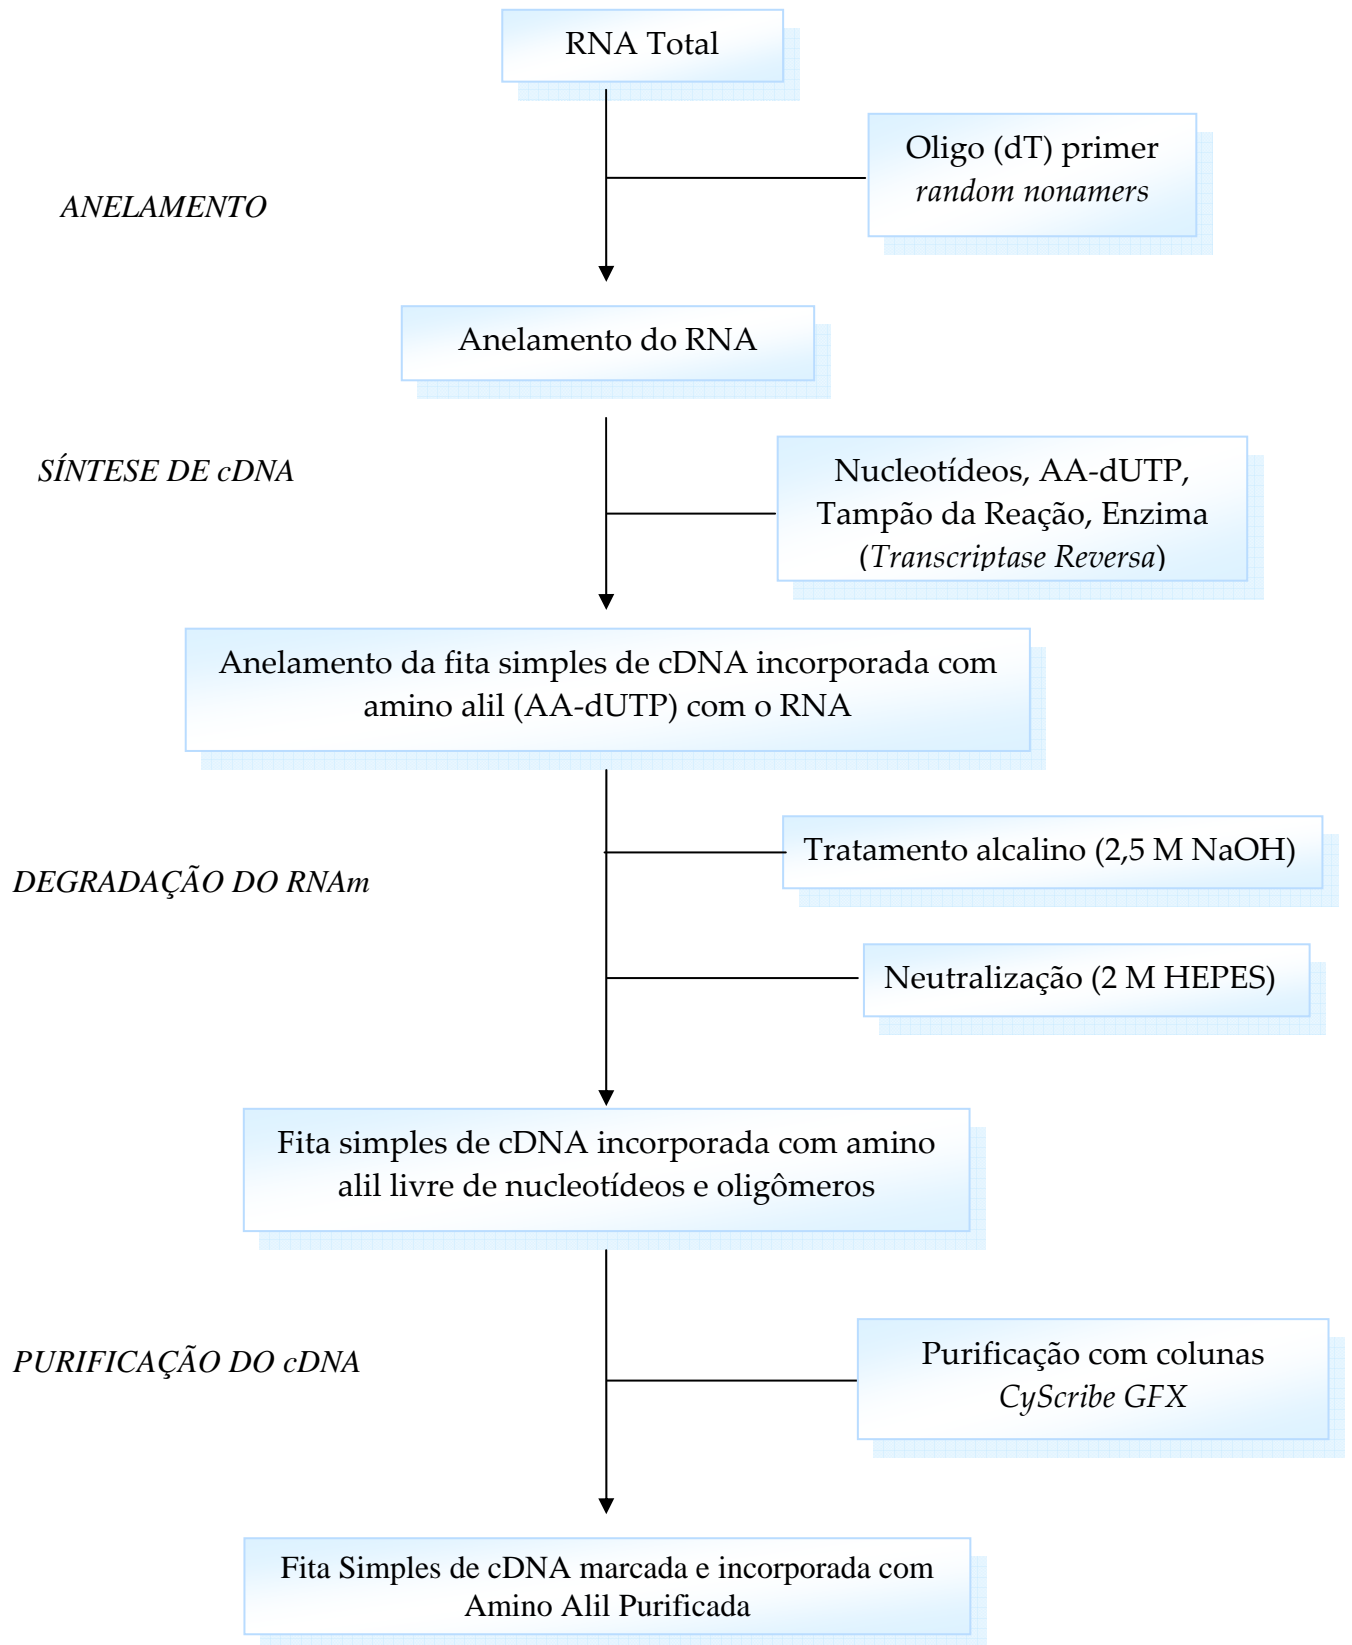 RNA Total
Oligo (dT) primer
random nonamers
ANELAMENTO
Anelamento do RNA
SÍNTESE DE cDNA
Nucleotídeos, AA-dUTP,
Tampão da Reação, Enzima
(Transcriptase Reversa)
Anelamento da fita simples de cDNA incorporada com
amino alil (AA-dUTP) com o RNA
Tratamento alcalino (2,5 M NaOH)
DEGRADAÇÃO DO RNAm
Neutralização (2 M HEPES)
Fita simples de cDNA incorporada com amino
alil livre de nucleotídeos e oligômeros
PURIFICAÇÃO DO cDNA
Purificação com colunas
CyScribe GFX
Fita Simples de cDNA marcada e incorporada com
Amino Alil Purificada